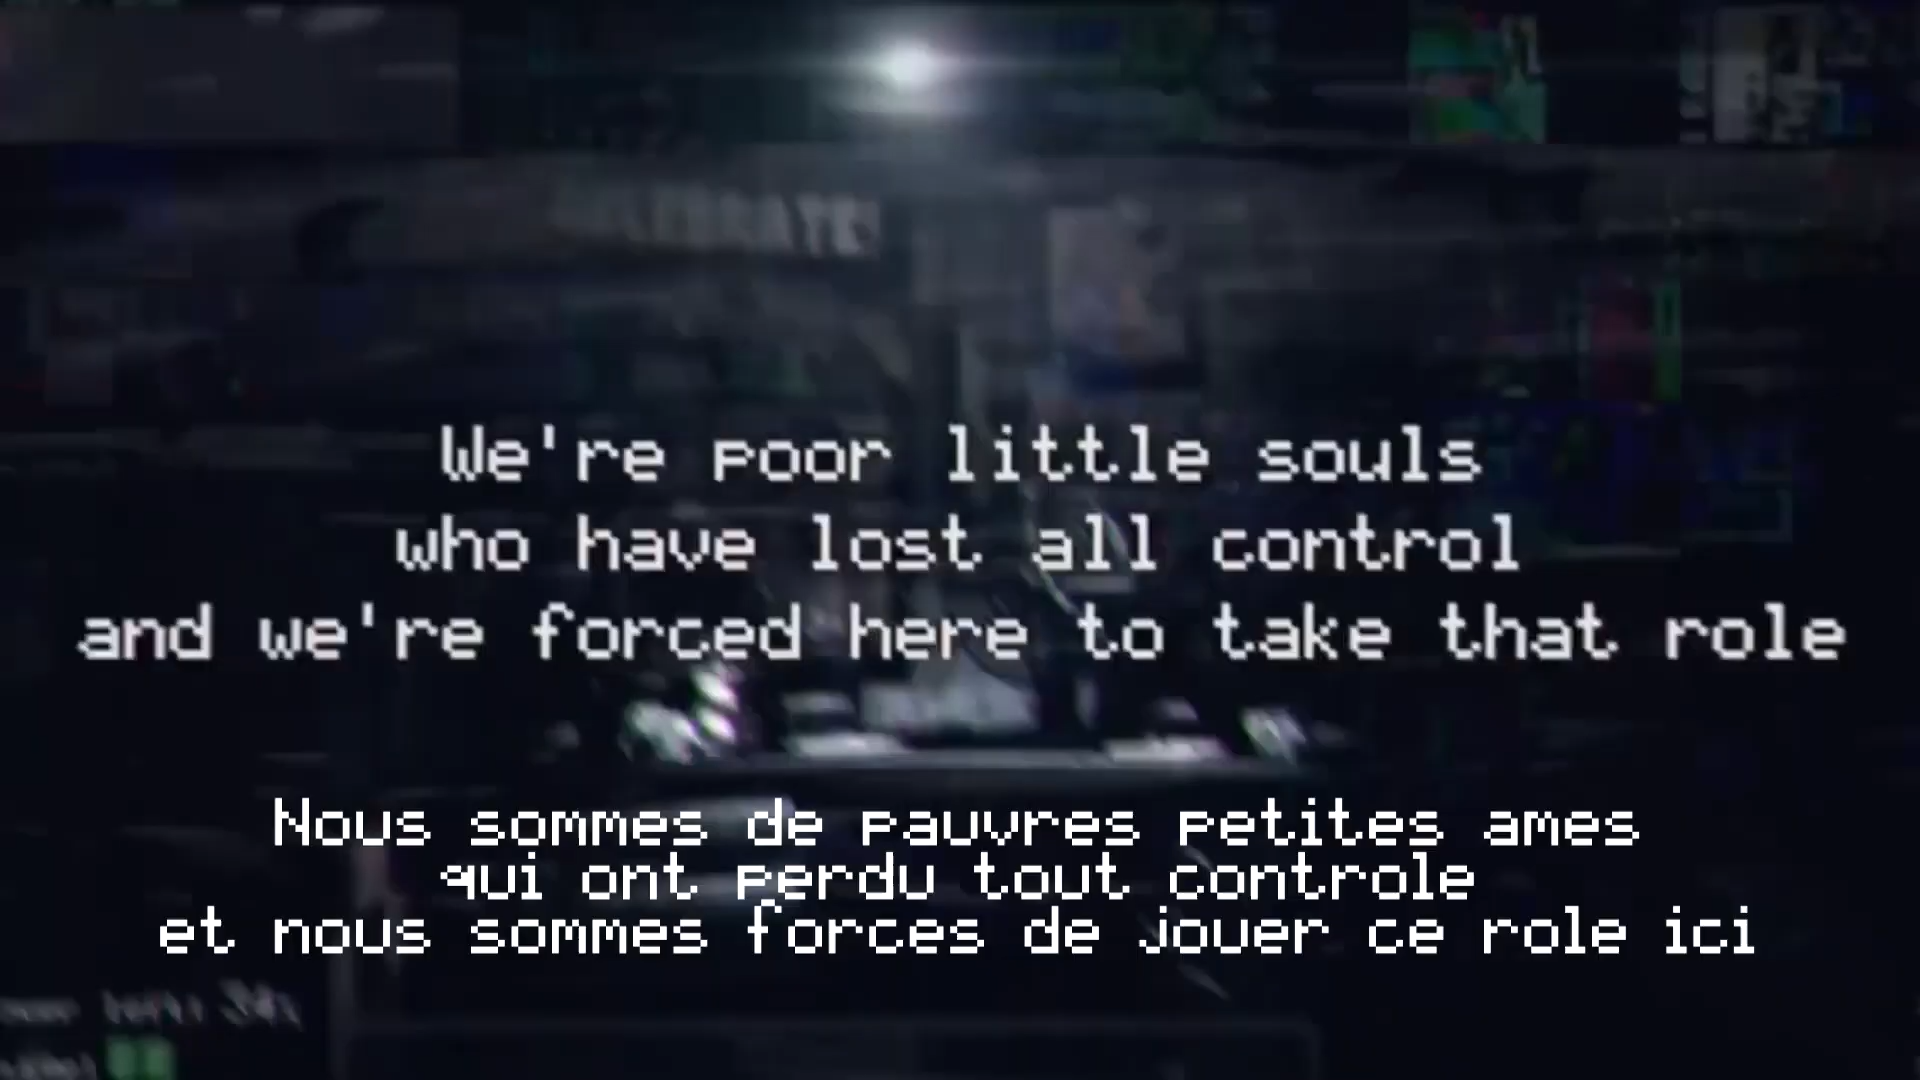 CELEBRATE!
We're poor little souls
who have lost all control
and we're forced here to take that role
Nous sommes de pauvres petites ames
qui ont perdu tout controle
et nous sommes forces de jouer ce role ici